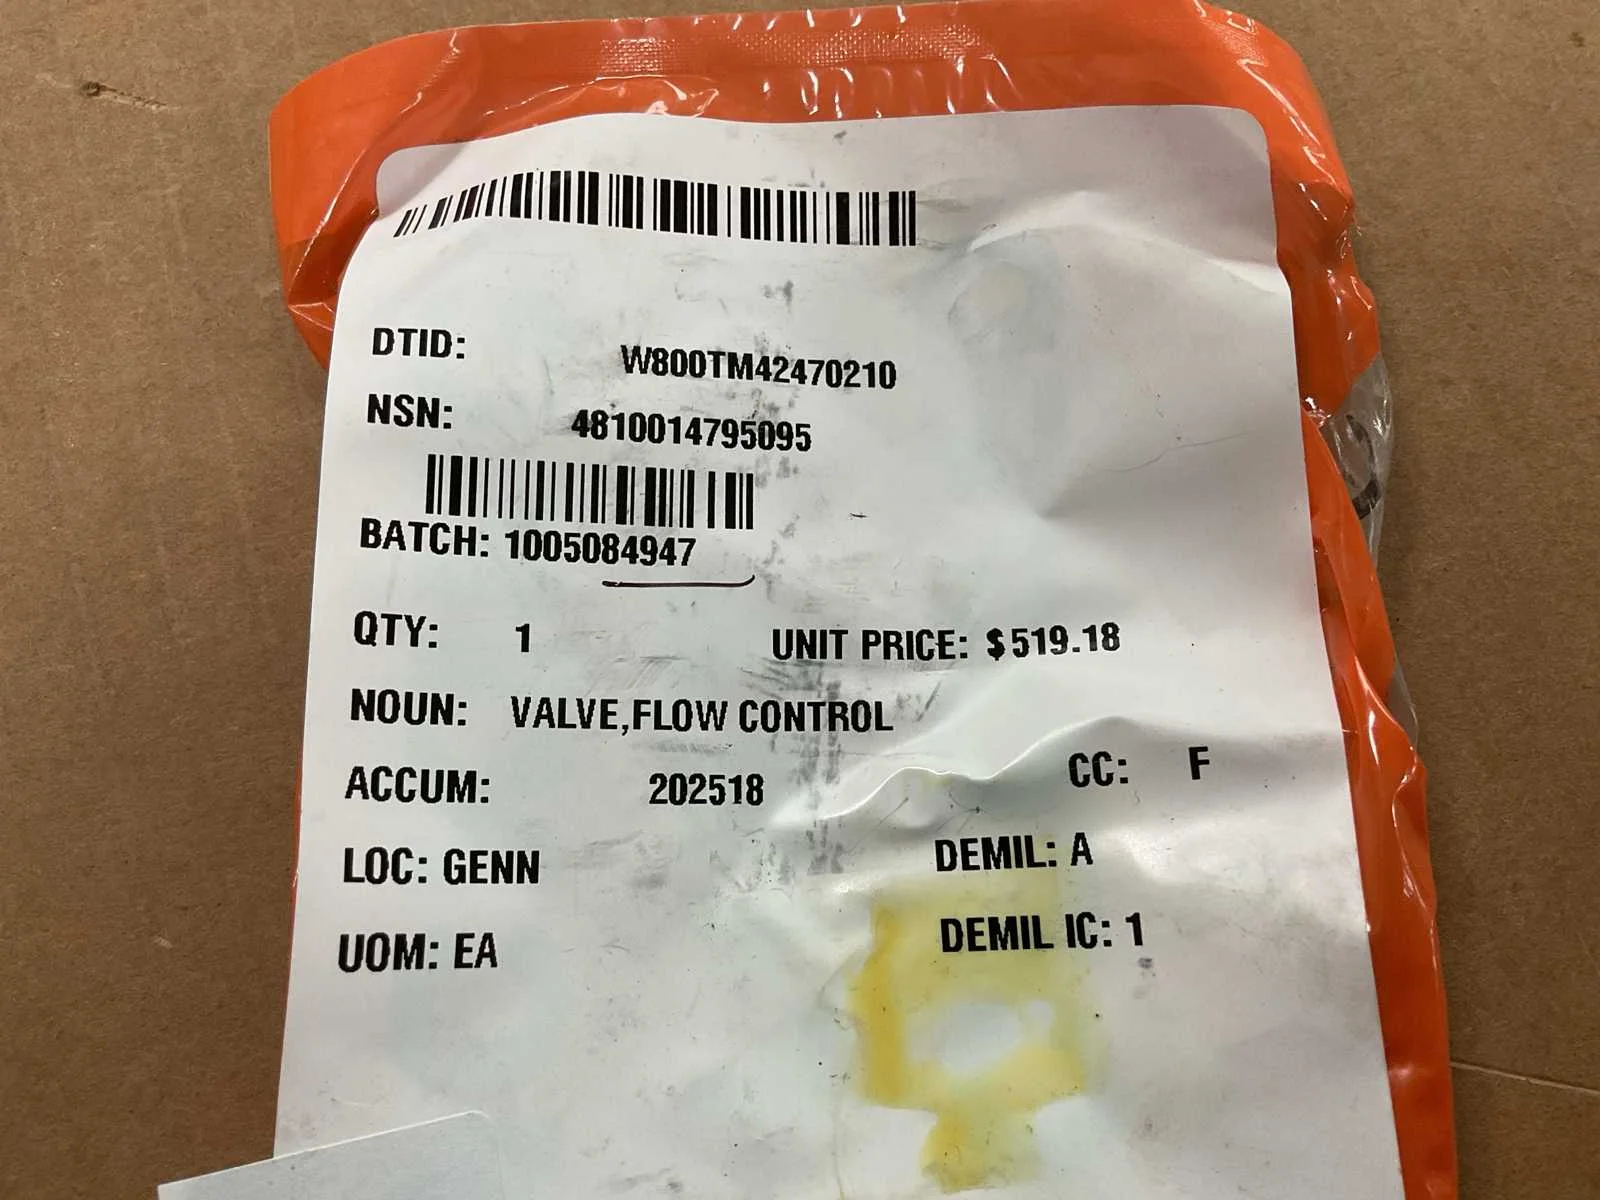 DTID: W800TM42470210
NSN: 4810014795095
BATCH: 1005084947
QTY: 1 UNIT PRICE: $519.18
NOUN: VALVE,FLOW CONTROL
ACCUM: 202518 CC: F
LOC: GENN DEMIL: A
UOM: EA DEMIL IC: 1